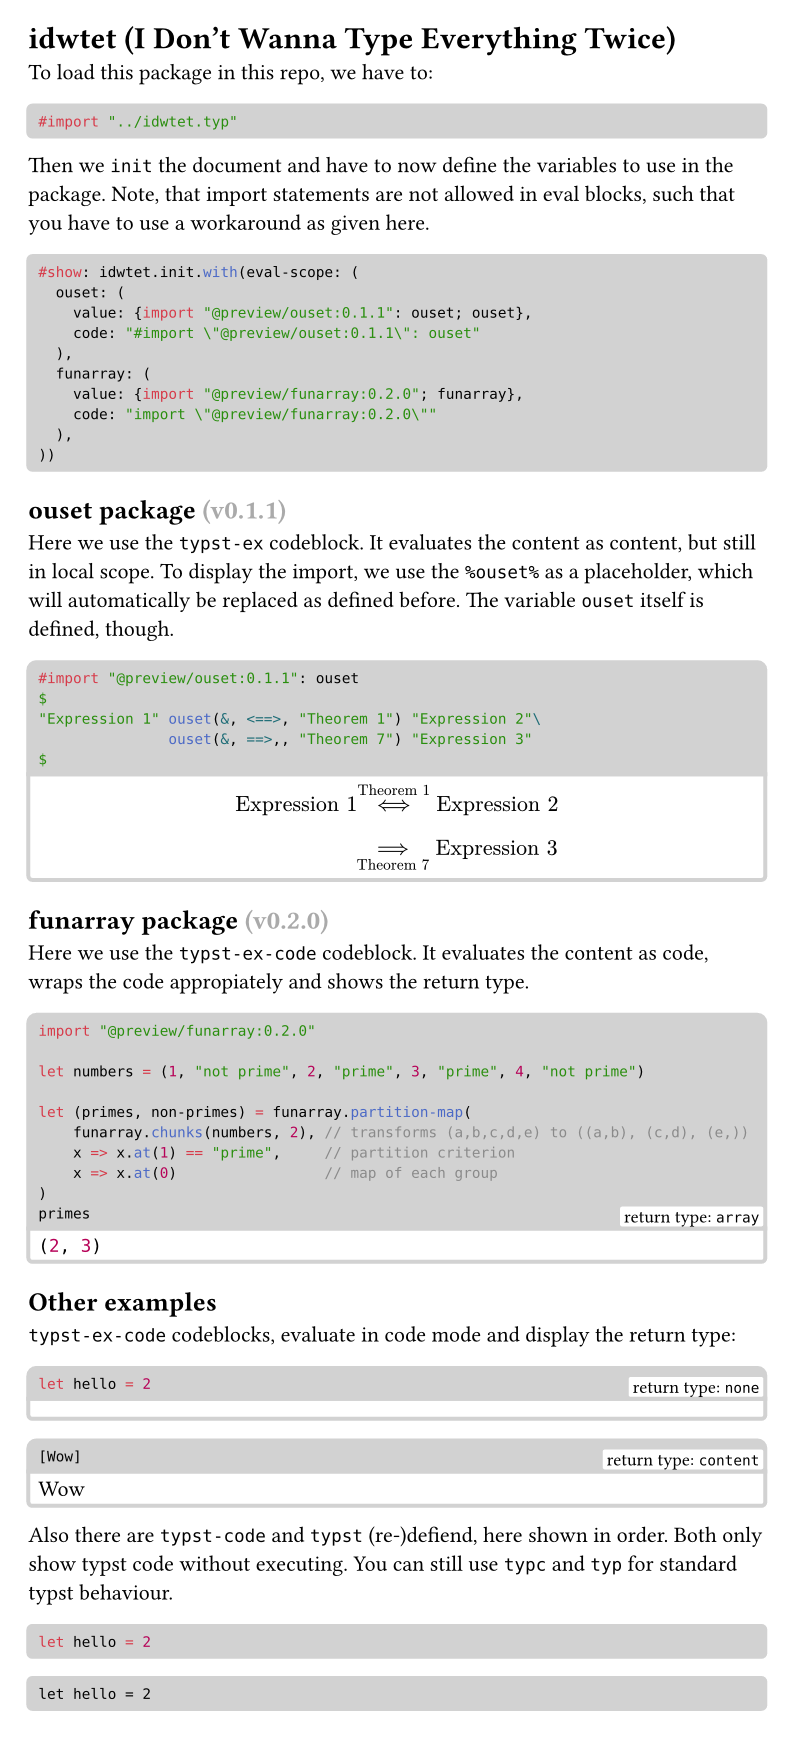 idwtet (I Don’t Wanna Type Everything Twice)
To load this package in this repo, we have to:
#import "../idwtet.typ"
Then we init the document and have to now define the variables to use in the
package. Note, that import statements are not allowed in eval blocks, such that
you have to use a workaround as given here.
#show: idwtet.init.with(eval-scope: (
  ouset: (
    value: {import "@preview/ouset:0.1.1": ouset; ouset},
    code: "#import \"@preview/ouset:0.1.1\": ouset"
  ),
  funarray: (
    value: {import "@preview/funarray:0.2.0"; funarray},
    code: "import \"@preview/funarray:0.2.0\""
  ),
))
ouset package (v0.1.1)
Here we use the typst-ex codeblock. It evaluates the content as content, but still
in local scope. To display the import, we use the %ouset% as a placeholder, which
will automatically be replaced as defined before. The variable ouset itself is
defined, though.
#import "@preview/ouset:0.1.1": ouset
$
"Expression 1" ouset(&, <==>, "Theorem 1") "Expression 2"\
               ouset(&, ==>,, "Theorem 7") "Expression 3"
$
Theorem 1
Expression 1 ⟺ Expression 2
⟹ Expression 3
Theorem 7
funarray package (v0.2.0)
Here we use the typst-ex-code codeblock. It evaluates the content as code,
wraps the code appropiately and shows the return type.
import "@preview/funarray:0.2.0"
let numbers = (1, "not prime", 2, "prime", 3, "prime", 4, "not prime")
let (primes, non-primes) = funarray.partition-map(
    funarray.chunks(numbers, 2), // transforms (a,b,c,d,e) to ((a,b), (c,d), (e,))
    x => x.at(1) == "prime",     // partition criterion
    x => x.at(0)                 // map of each group
)
primes
return type: array
(2, 3)
Other examples
typst-ex-code codeblocks, evaluate in code mode and display the return type:
let hello = 2
return type: none
[Wow]
return type: content
Wow
Also there are typst-code and typst (re-)defiend, here shown in order. Both only
show typst code without executing. You can still use typc and typ for standard
typst behaviour.
let hello = 2
let hello = 2